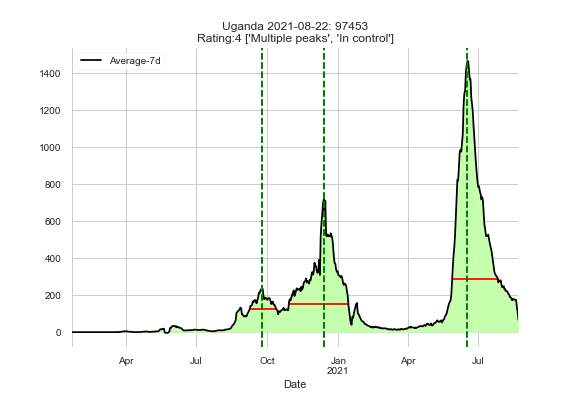 Uganda 2021-08-22: 97453
Rating:4 ['Multiple peaks', 'In control']
Average-7d
1400
1200
1000
800
600
400
200
0
Apr
Jul
Oct
Jan
2021
Apr
Jul
Date